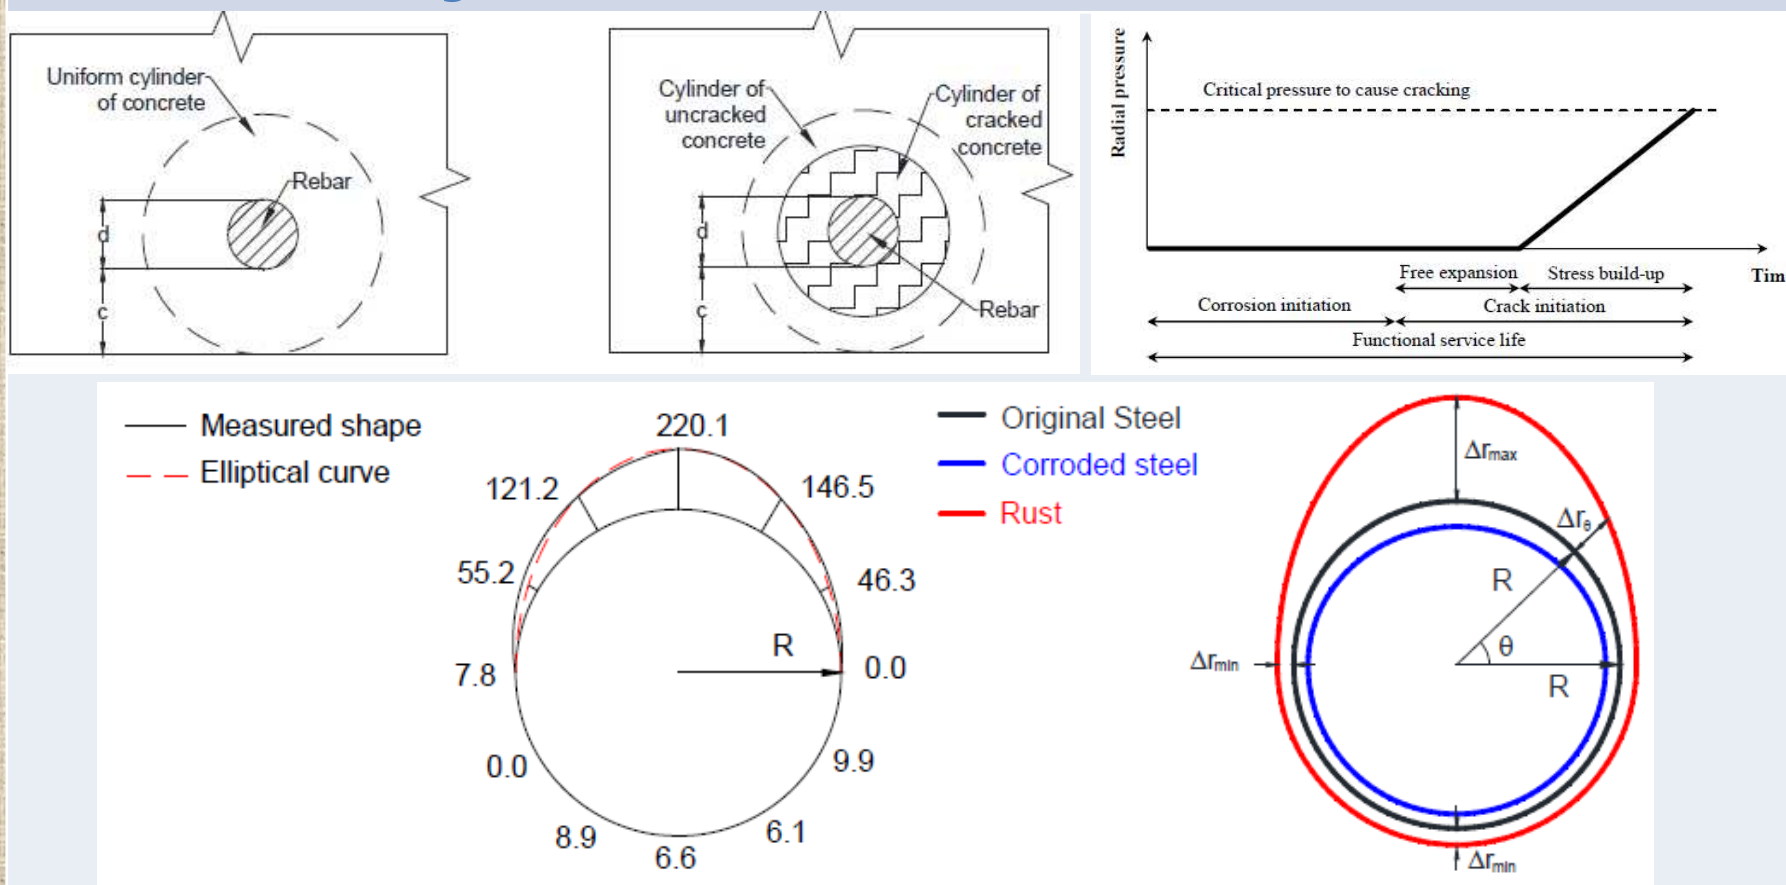 Uniform cylinder
of concrete
Rebar
d
c
Cylinder of
uncracked
concrete
Cylinder of
cracked
concrete
d
c
Rebar
Radial pressure
Critical pressure to cause cracking
Free expansion
Stress build-up
Tim
Corrosion initiation
Crack initiation
Functional service life
Measured shape
Elliptical curve
220.1
121.2
146.5
55.2
46.3
R
7.8
0.0
0.0
9.9
8.9
6.1
6.6
Original Steel
Corroded steel
Rust
Δrmax
Δrθ
R
θ
Δrmin
R
Δrmin